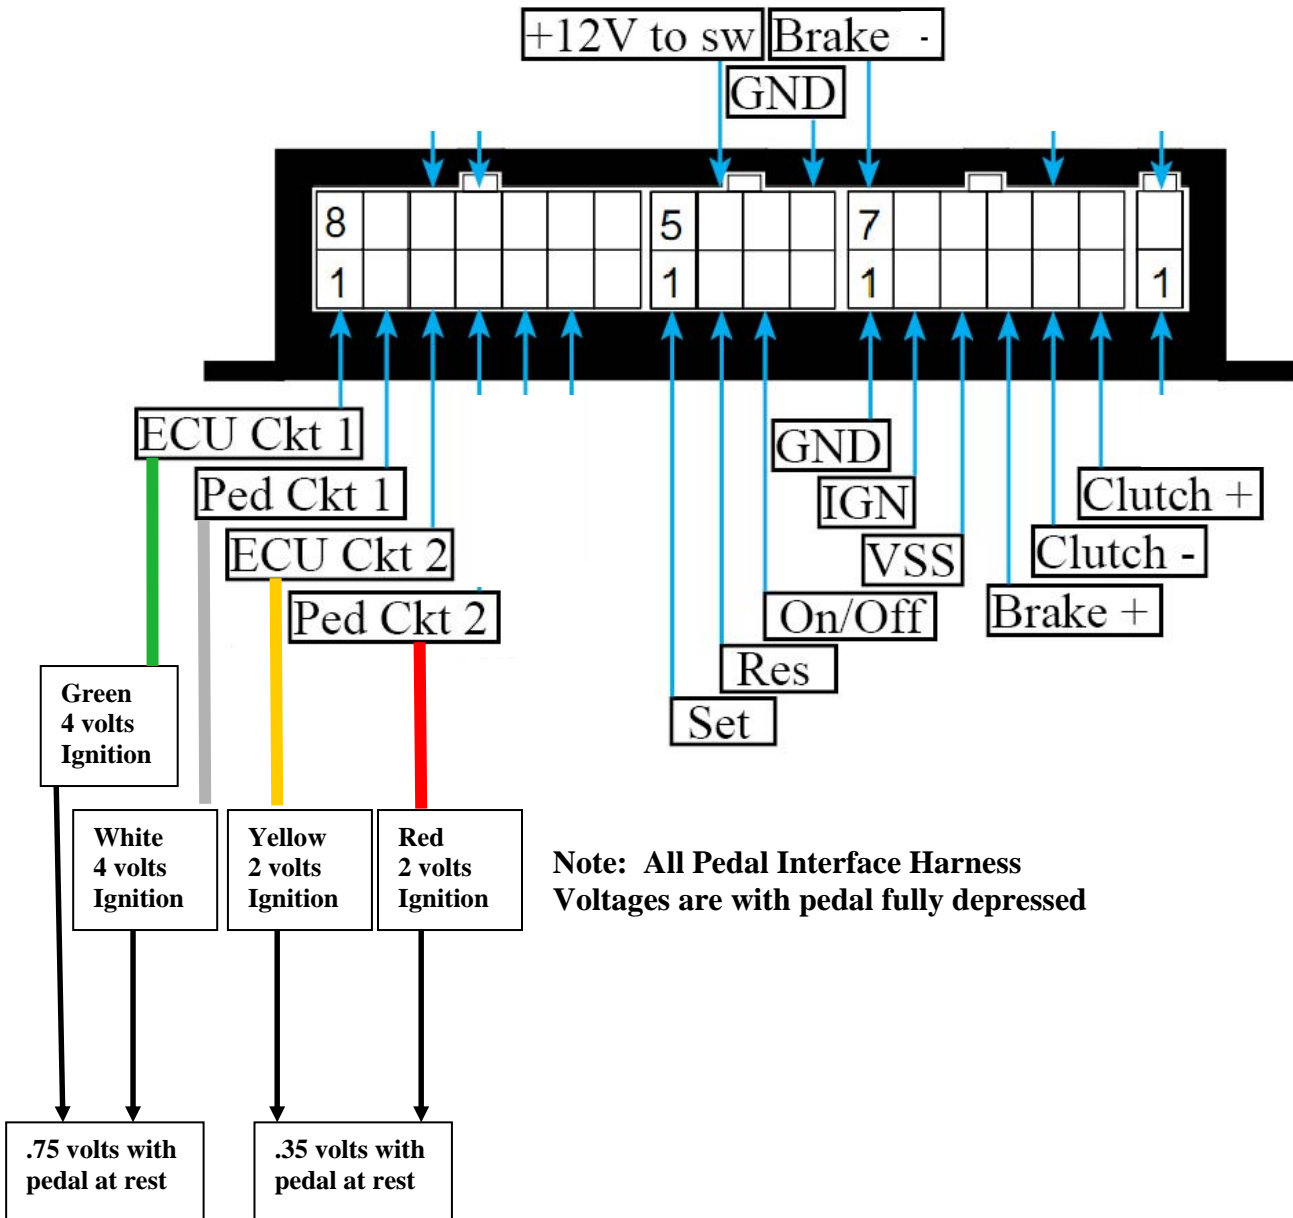 +12V to sw
Brake -
GND
8
5
7
1
1
1
1
ECU Ckt 1
Ped Ckt 1
ECU Ckt 2
Ped Ckt 2
GND
IGN
VSS
On/Off
Res
Set
Clutch +
Clutch -
Brake +
Green
4 volts
Ignition
White
4 volts
Ignition
Yellow
2 volts
Ignition
Red
2 volts
Ignition
Note: All Pedal Interface Harness
Voltages are with pedal fully depressed
.75 volts with
pedal at rest
.35 volts with
pedal at rest